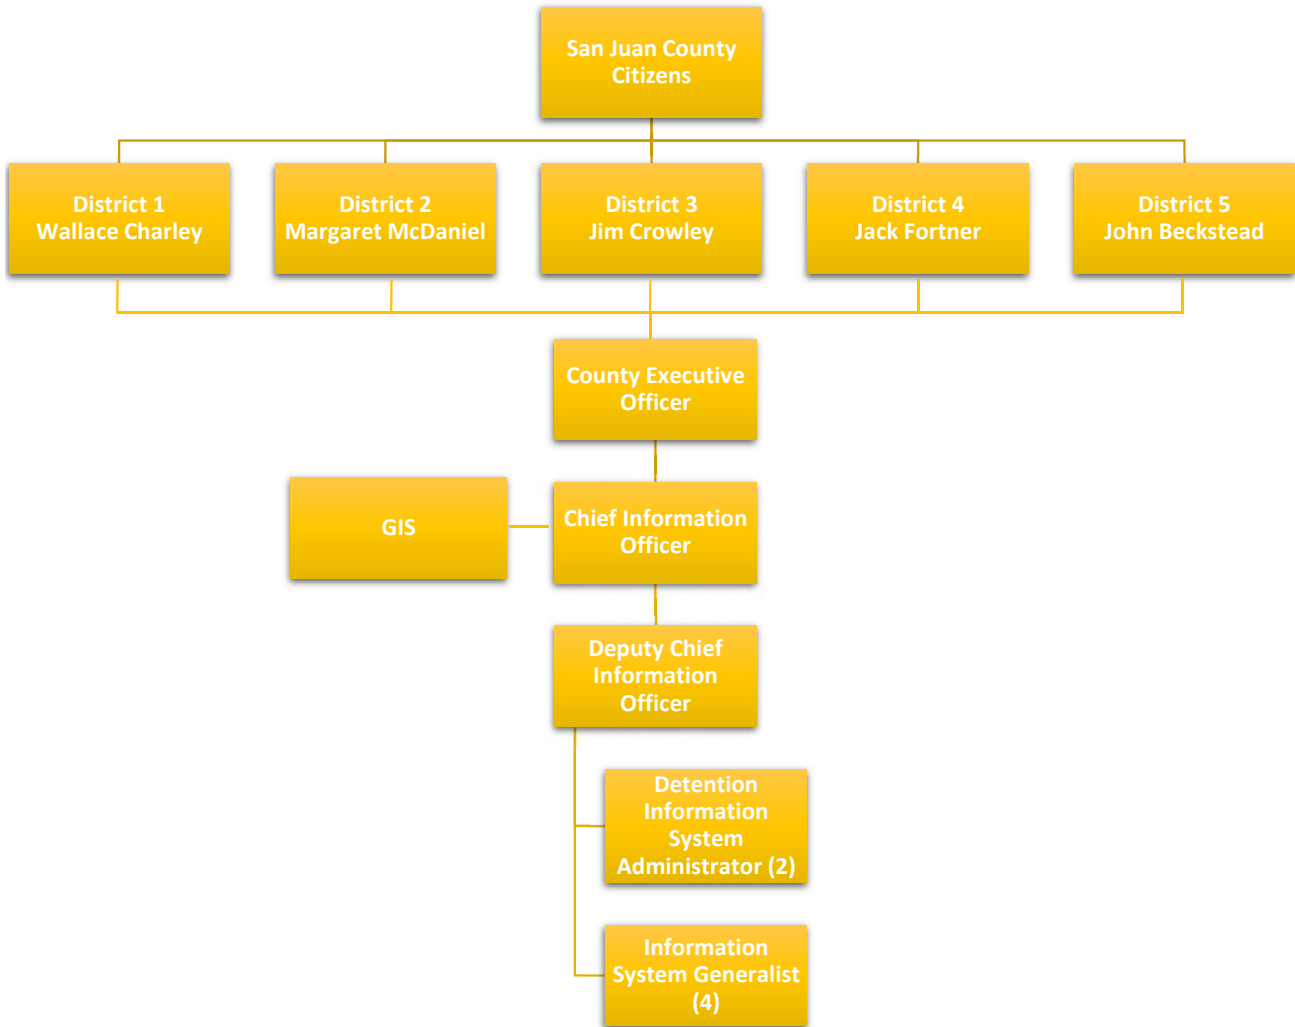 San Juan County
Citizens
District 1
Wallace Charley
District 2
Margaret McDaniel
District 3
Jim Crowley
District 4
Jack Fortner
District 5
John Beckstead
County Executive
Officer
GIS
Chief Information
Officer
Deputy Chief
Information
Officer
Detention
Information
System
Administrator (2)
Information
System Generalist
(4)